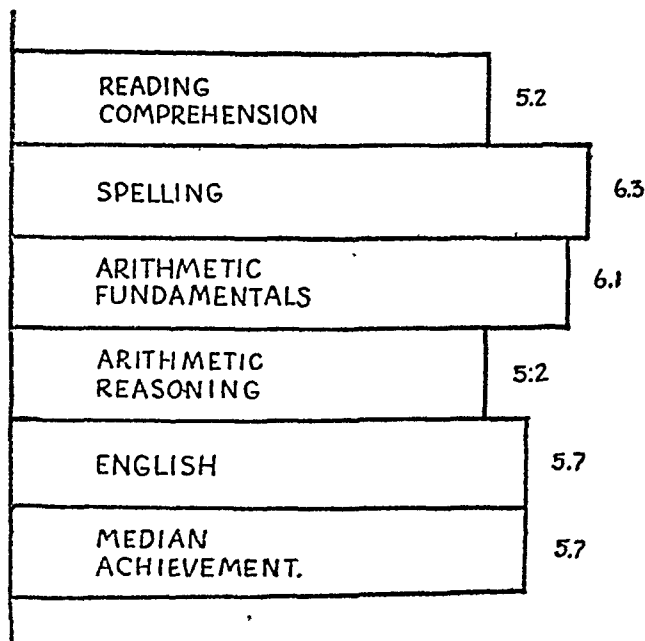 READING
COMPREHENSION
5.2
SPELLING
6.3
ARITHMETIC
FUNDAMENTALS
6.1
ARITHMETIC
REASONING
5:2
ENGLISH
5.7
MEDIAN
ACHIEVEMENT.
5.7